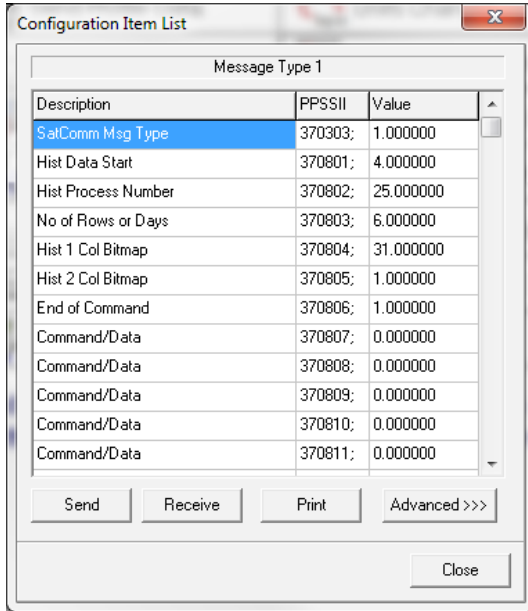 Configuration Item List
Message Type 1
Description PPSSII Value
SatComm Msg Type 370303; 1.000000
Hist Data Start 370801; 4.000000
Hist Process Number 370802; 25.000000
No of Rows or Days 370803; 6.000000
Hist 1 Col Bitmap 370804; 31.000000
Hist 2 Col Bitmap 370805; 1.000000
End of Command 370806; 1.000000
Command/Data 370807; 0.000000
Command/Data 370808; 0.000000
Command/Data 370809; 0.000000
Command/Data 370810; 0.000000
Command/Data 370811; 0.000000
Send Receive Print Advanced >>>
Close